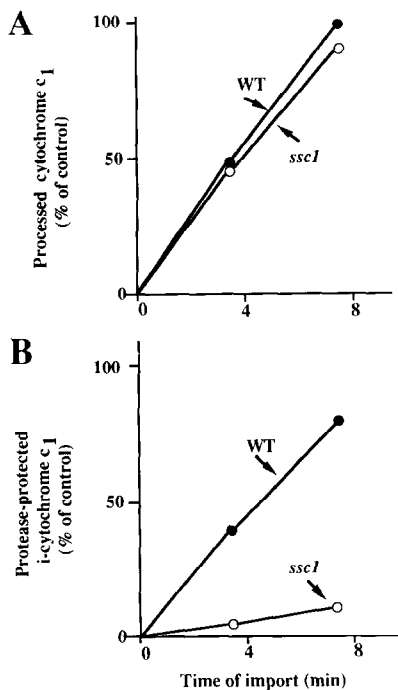 A
Processed cytochrome c1
(% of control)
100
50
0
WT
ssc1
0
4
8
B
Protease-protected
i-cytochrome c1
(% of control)
100
50
0
WT
ssc1
0
4
8
Time of import (min)